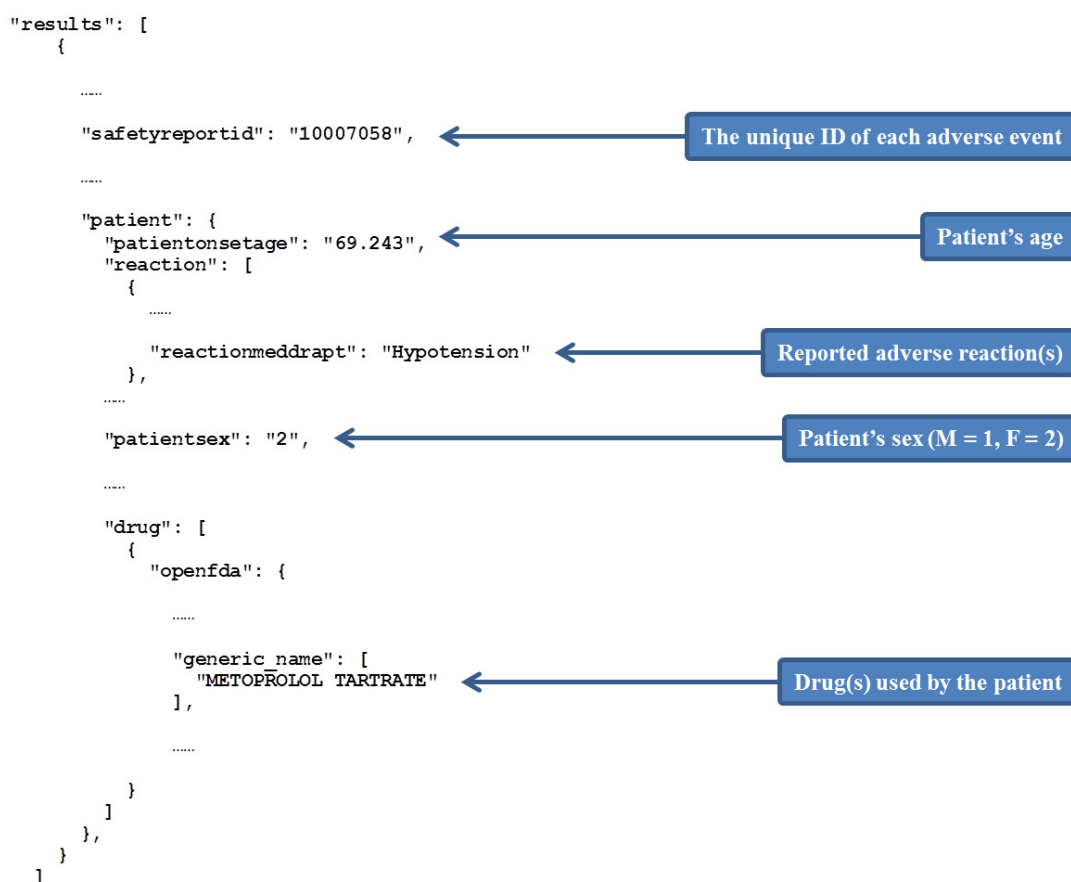 "results": [
{
......
"safetyreportid": "10007058",
The unique ID of each adverse event
......
"patient": {
"patientonsetage": "69.243",
Patient’s age
"reaction": [
{
......
"reactionmeddrapt": "Hypotension"
Reported adverse reaction(s)
},
......
"patientsex": "2",
Patient’s sex (M = 1, F = 2)
......
"drug": [
{
"openfda": {
......
"generic_name": [
"METOPROLOL TARTRATE"
Drug(s) used by the patient
],
......
}
]
},
}
]